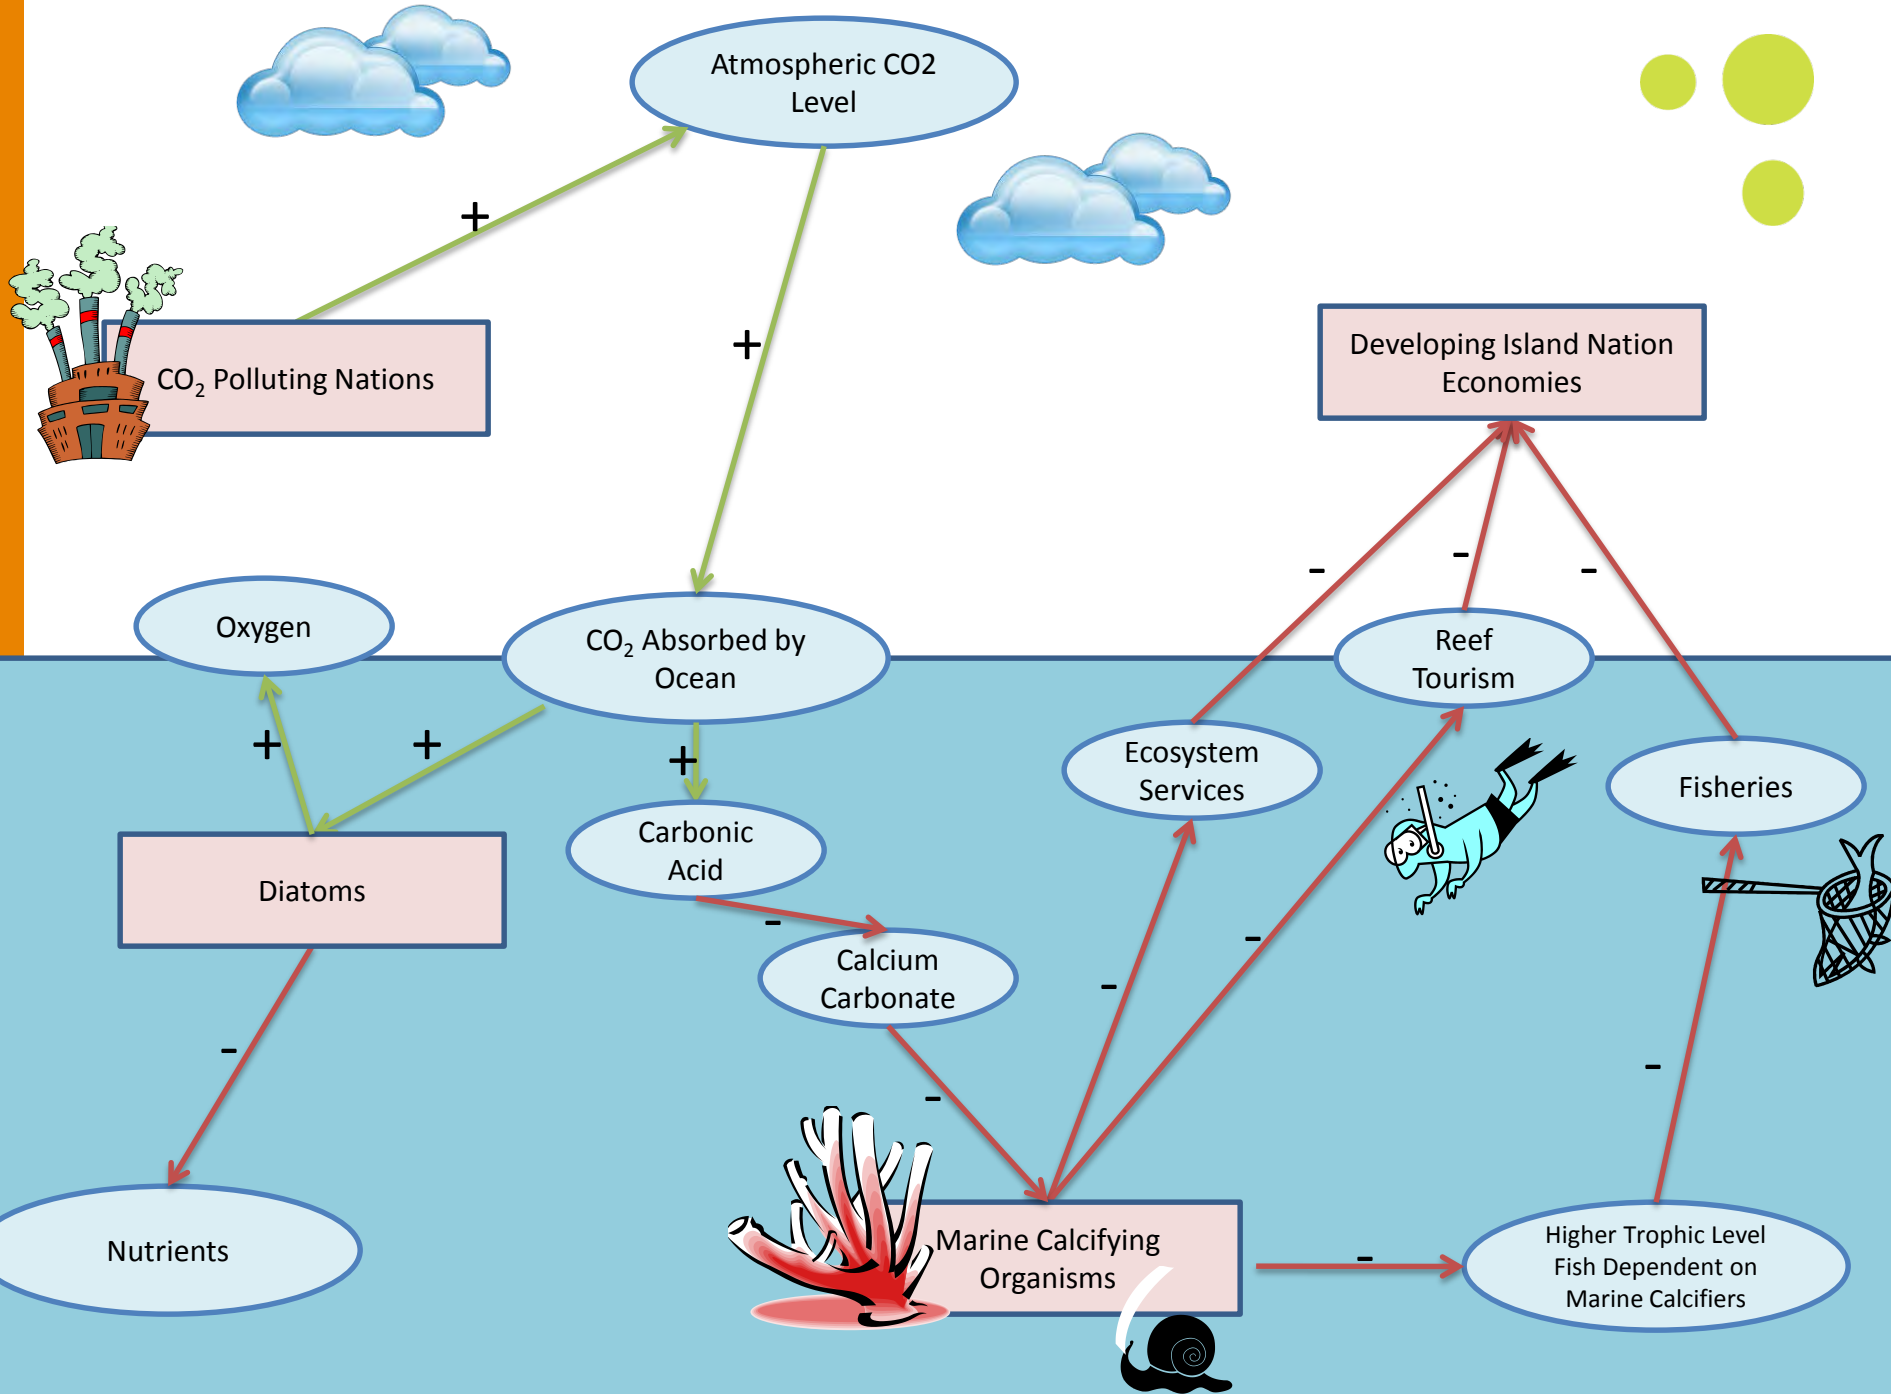 Atmospheric CO2
Level
+
+
CO₂ Polluting Nations
Developing Island Nation
Economies
-
-
-
Oxygen
CO₂ Absorbed by
Ocean
Reef
Tourism
+
+
+
Ecosystem
Services
Fisheries
Carbonic
Acid
Diatoms
-
Calcium
Carbonate
-
-
-
-
-
Nutrients
Marine Calcifying
Organisms
-
Higher Trophic Level
Fish Dependent on
Marine Calcifiers